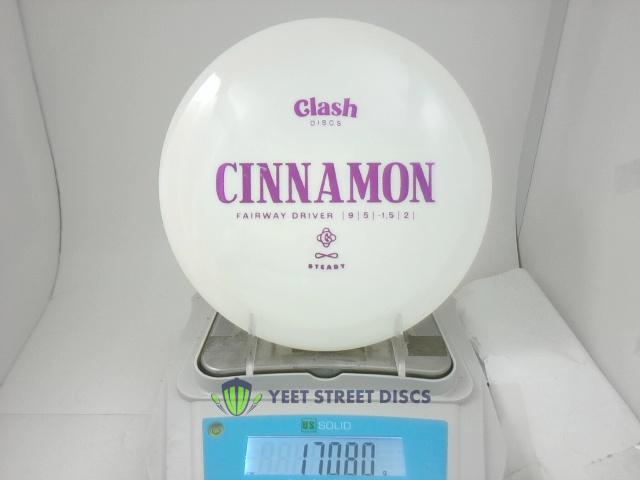 Clash
DISCS
CINNAMON
FAIRWAY DRIVER | 9 | 5 | -1,5 | 2 |
STEADY
YEET STREET DISCS
US SOLID
170.80 g